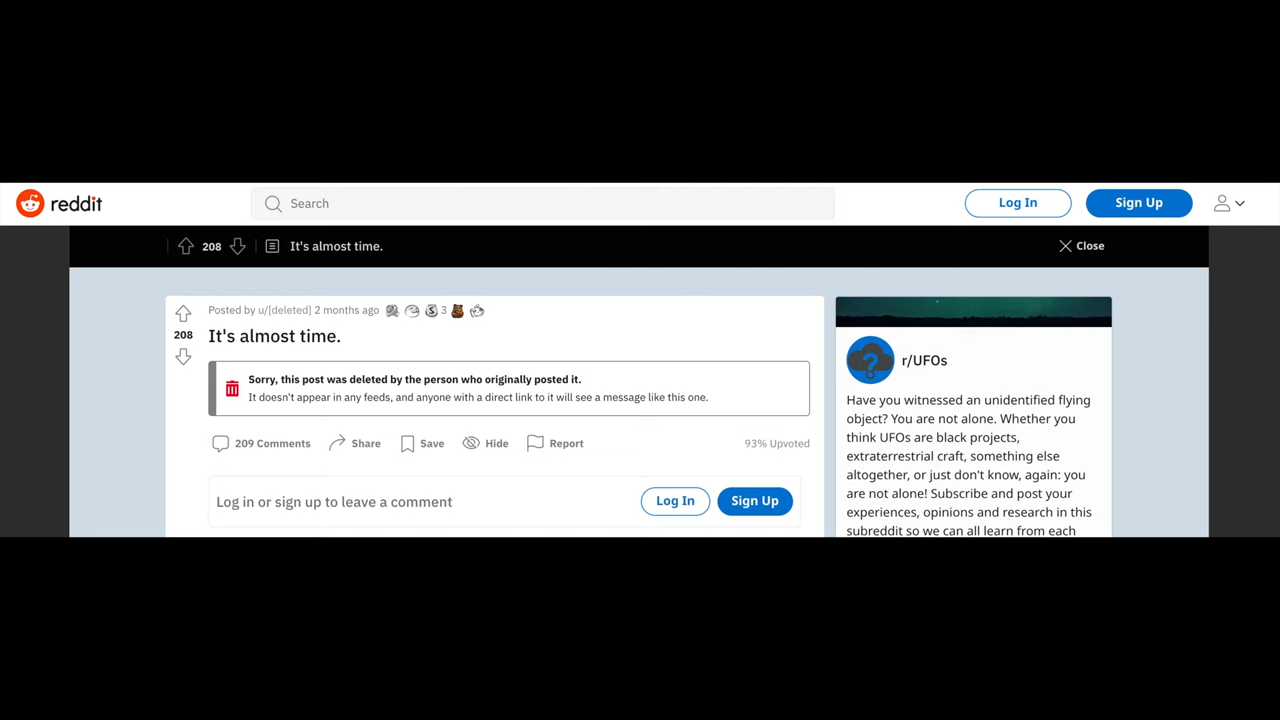 reddit
Search
Log In
Sign Up
208
It's almost time.
Close
Posted by u/[deleted] 2 months ago
3
208
It's almost time.
Sorry, this post was deleted by the person who originally posted it.
It doesn't appear in any feeds, and anyone with a direct link to it will see a message like this one.
209 Comments
Share
Save
Hide
Report
93% Upvoted
Log in or sign up to leave a comment
Log In
Sign Up
r/UFOs
Have you witnessed an unidentified flying
object? You are not alone. Whether you
think UFOs are black projects,
extraterrestrial craft, something else
altogether, or just don't know, again: you
are not alone! Subscribe and post your
experiences, opinions and research in this
subreddit so we can all learn from each